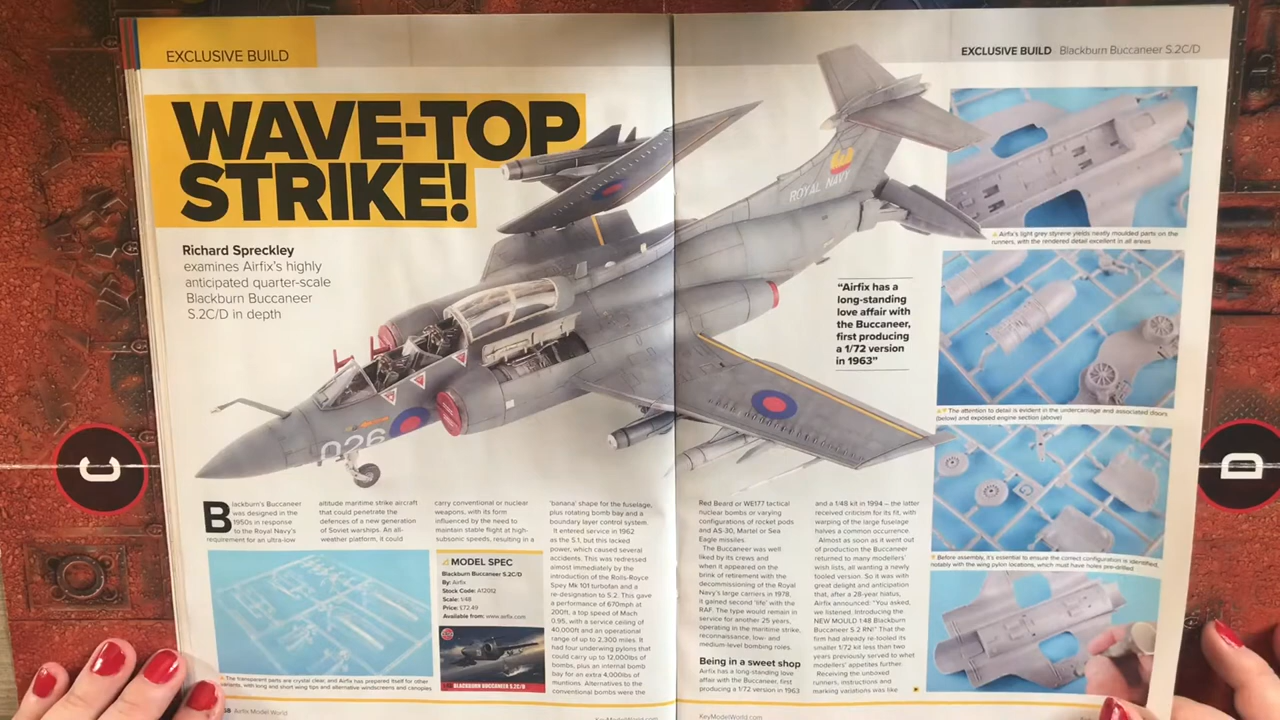 EXCLUSIVE BUILD
WAVE-TOP
STRIKE!
Richard Spreckley
examines Airfix's highly
anticipated quarter-scale
Blackburn Buccaneer
S.2C/D in depth
026
ROYAL NAVY
Blackburn's Buccaneer
was designed in the
1950s in response
to the Royal Navy's
requirement for an ultra-low
altitude maritime strike aircraft
that could penetrate the
defences of a new generation
of Soviet warships. An all-
weather platform, it could
carry conventional or nuclear
weapons, with its form
influenced by the need to
maintain stable flight at high-
subsonic speeds, resulting in a
'banana' shape for the fuselage,
plus rotating bomb bay and a
boundary layer control system.
It entered service in 1962
as the S.1, but this lacked
power, which caused several
accidents. This was redressed
almost immediately by the
introduction of the Rolls-Royce
Spey Mk 101 turbofan and a
re-designation to S.2. This gave
a performance of 670mph at
200ft, a top speed of Mach
0.95, with a service ceiling of
40,000ft and an operational
range of up to 2,300 miles. It
had four underwing pylons that
could carry up to 12,000lbs of
bombs, plus an internal bomb
bay for an extra 4,000lbs of
munitions. Alternatives to the
conventional bombs were the
MODEL SPEC
Blackburn Buccaneer S.2C/D
By: Airfix
Stock Code: A12012
Scale: 1/48
Price: £72.49
Available from: www.airfix.com
BLACKBURN BUCCANEER S.2C/D
The transparent parts are crystal clear, and Airfix has prepared itself for other
variants, with long and short wing tips and alternative windscreens and canopies
58 Airfix Model World
KeyModelWorld.com
EXCLUSIVE BUILD Blackburn Buccaneer S.2C/D
"Airfix has a
long-standing
love affair with
the Buccaneer,
first producing
a 1/72 version
in 1963"
Red Beard or WE177 tactical
nuclear bombs or varying
configurations of rocket pods
and AS-30, Martel or Sea
Eagle missiles.
The Buccaneer was well
liked by its crews and
when it appeared on the
brink of retirement with the
decommissioning of the Royal
Navy's large carriers in 1978,
it gained second 'life' with the
RAF. The type would remain in
service for another 25 years,
operating in the maritime strike,
reconnaissance, low- and
medium-level bombing roles.
Being in a sweet shop
Airfix has a long-standing love
affair with the Buccaneer, first
producing a 1/72 version in 1963
and a 1/48 kit in 1994 – the latter
received criticism for its fit, with
warping of the large fuselage
halves a common occurrence.
Almost as soon as it went out
of production the Buccaneer
returned to many modellers'
wish lists, all wanting a newly
tooled version. So it was with
great delight and anticipation
that, after a 28-year hiatus,
Airfix announced: "You asked,
we listened. Introducing the
NEW MOULD 1:48 Blackburn
Buccaneer S.2 RN!" That the
firm had already re-tooled its
smaller 1/72 kit less than two
years previously served to whet
modellers' appetites further.
Receiving the unboxed
runners, instructions and
marking variations was like
Airfix's light grey styrene yields neatly moulded parts on the
runners, with the rendered detail excellent in all areas
The attention to detail is evident in the undercarriage and associated doors
(below) and exposed engine section (above)
Before assembly, it's essential to ensure the correct configuration is identified,
notably with the wing pylon locations, which must have holes pre-drilled
KeyModelWorld.com
C
D